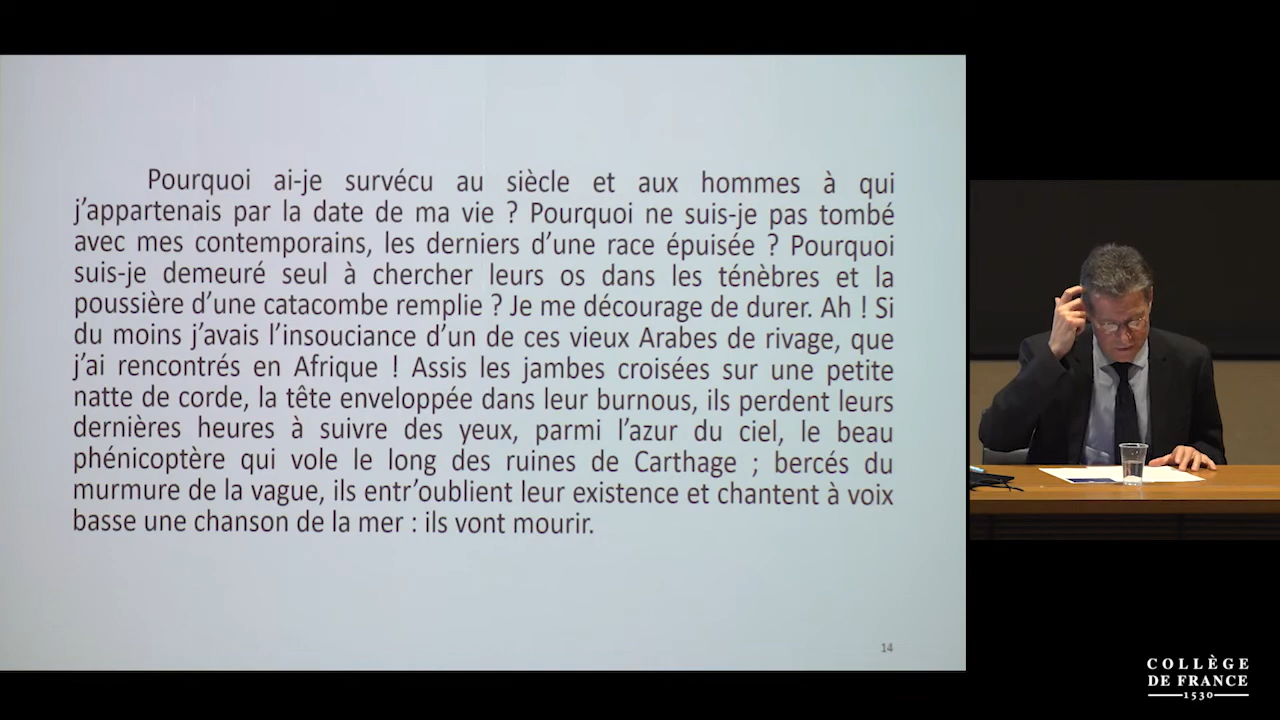 Pourquoi ai-je survécu au siècle et aux hommes à qui
j’appartenais par la date de ma vie ? Pourquoi ne suis-je pas tombé
avec mes contemporains, les derniers d’une race épuisée ? Pourquoi
suis-je demeuré seul à chercher leurs os dans les ténèbres et la
poussière d’une catacombe remplie ? Je me décourage de durer. Ah ! Si
du moins j’avais l’insouciance d’un de ces vieux Arabes de rivage, que
j’ai rencontrés en Afrique ! Assis les jambes croisées sur une petite
natte de corde, la tête enveloppée dans leur burnous, ils perdent leurs
dernières heures à suivre des yeux, parmi l’azur du ciel, le beau
phénicoptère qui vole le long des ruines de Carthage ; bercés du
murmure de la vague, ils entr’oublient leur existence et chantent à voix
basse une chanson de la mer : ils vont mourir.
14
COLLÈGE
DE FRANCE
1530